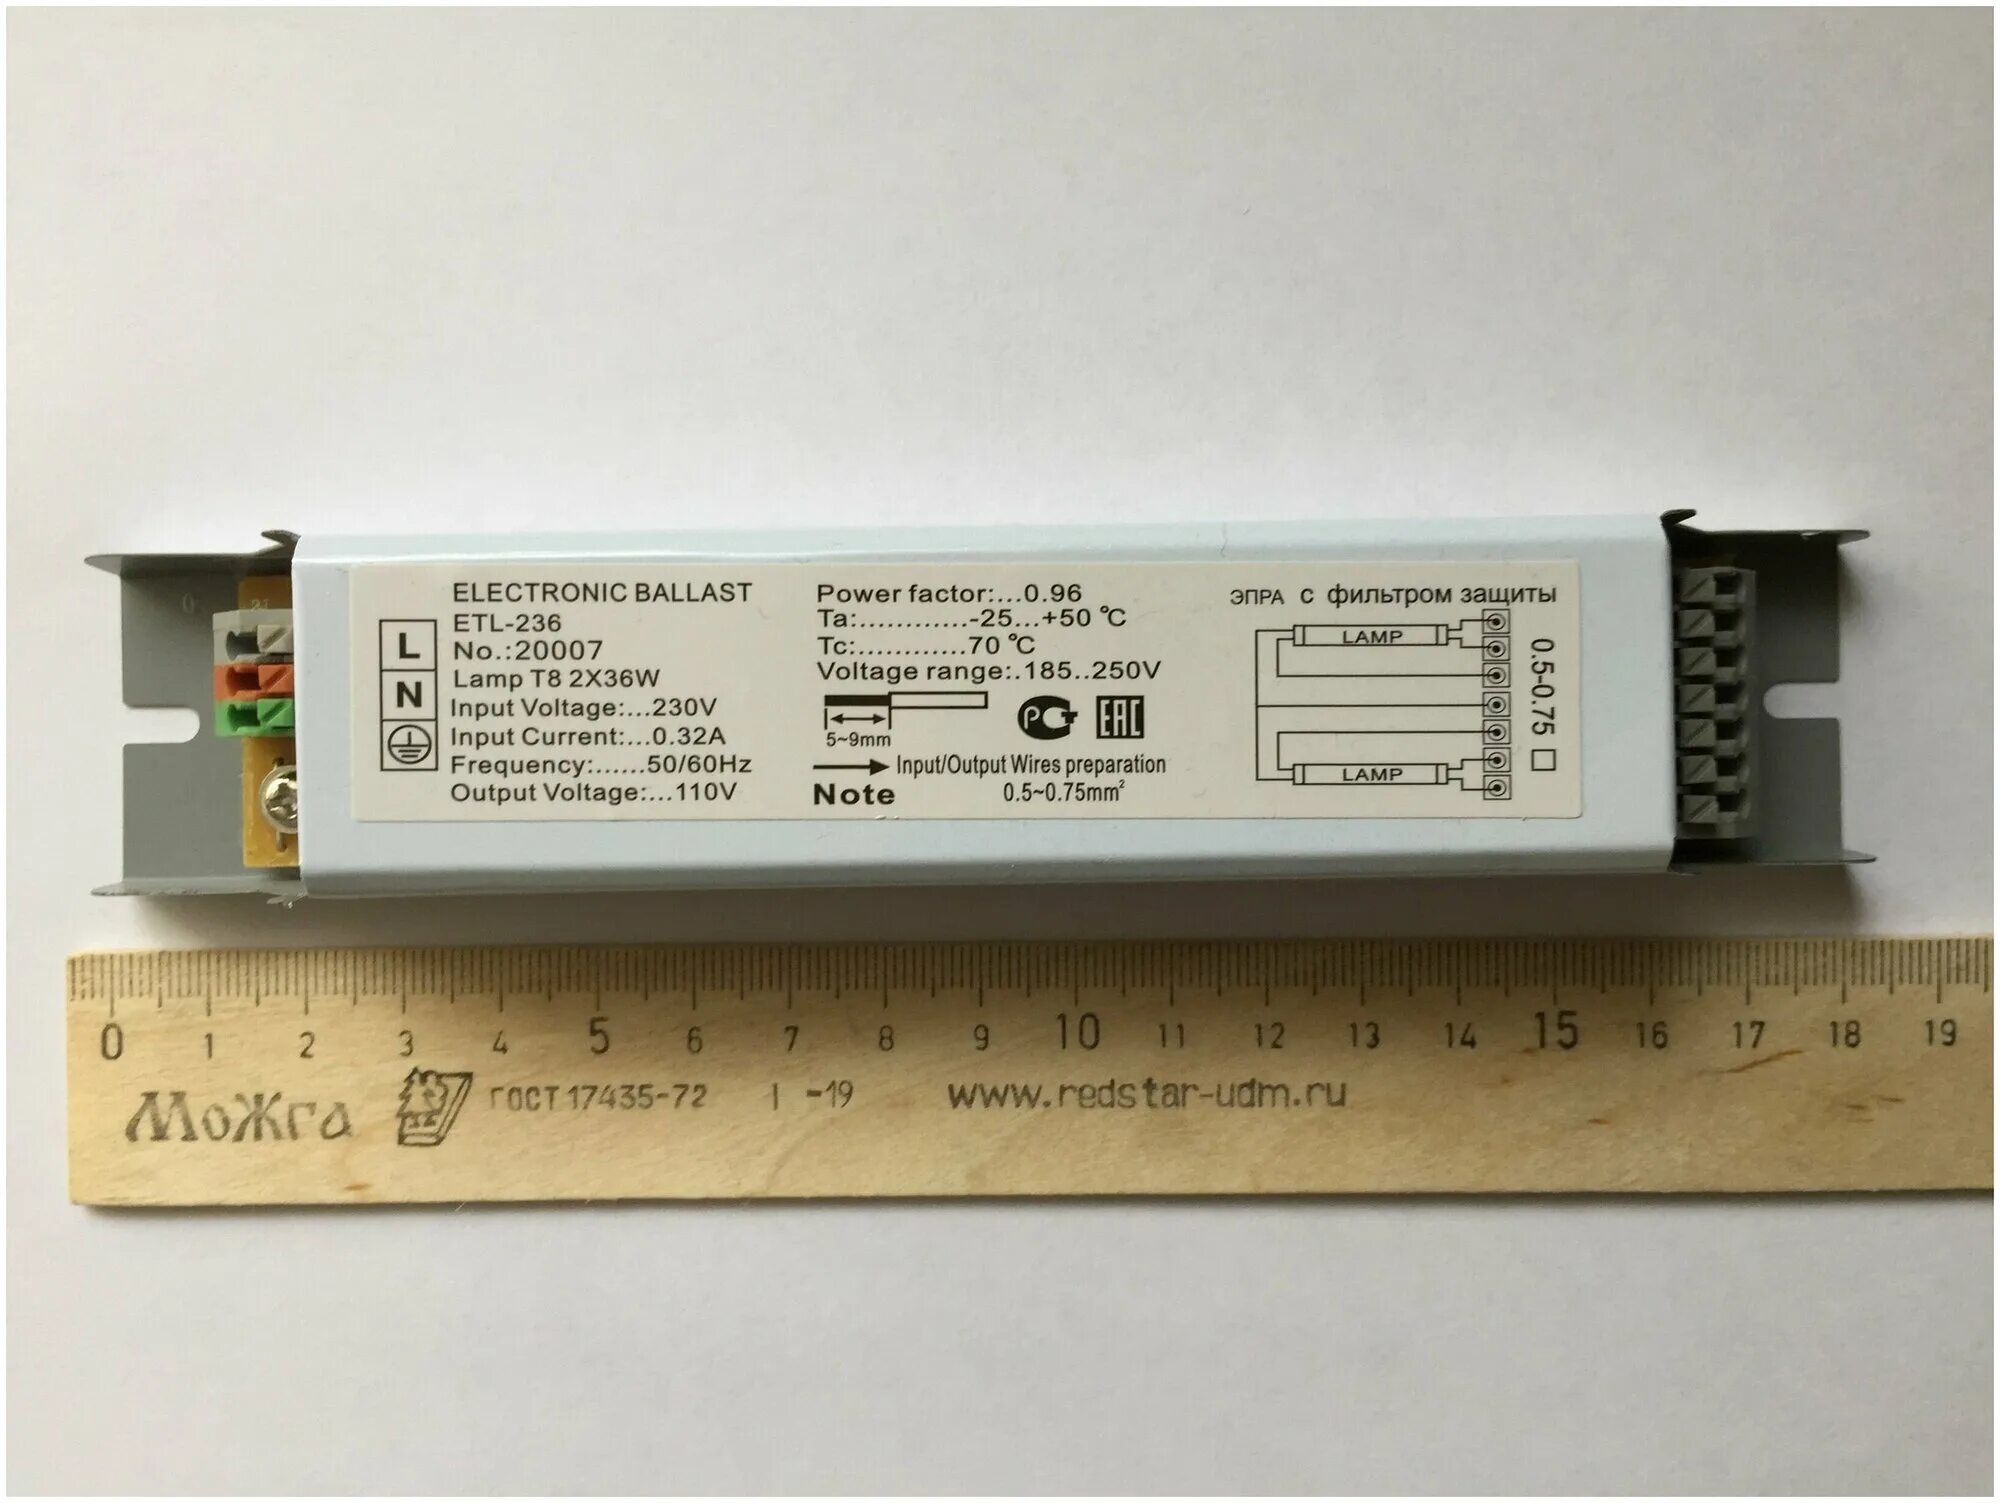 ELECTRONIC BALLAST
ETL-236
No.:20007
Lamp T8 2X36W
Input Voltage:...230V
Input Current:...0.32A
Frequency:......50/60Hz
Output Voltage:...110V
L
N
Power factor:...0.96
Ta:............-25...+50 ℃
Tc:............70 ℃
Voltage range:.185..250V
5~9mm
PCT
EAC
Input/Output Wires preparation
Note
0.5~0.75mm²
ЭПРА с фильтром защиты
LAMP
LAMP
0.5-0.75 □
0 1 2 3 4 5 6 7 8 9 10 11 12 13 14 15 16 17 18 19
Можга
ГОСТ 17435-72 I -19 www.redstar-udm.ru